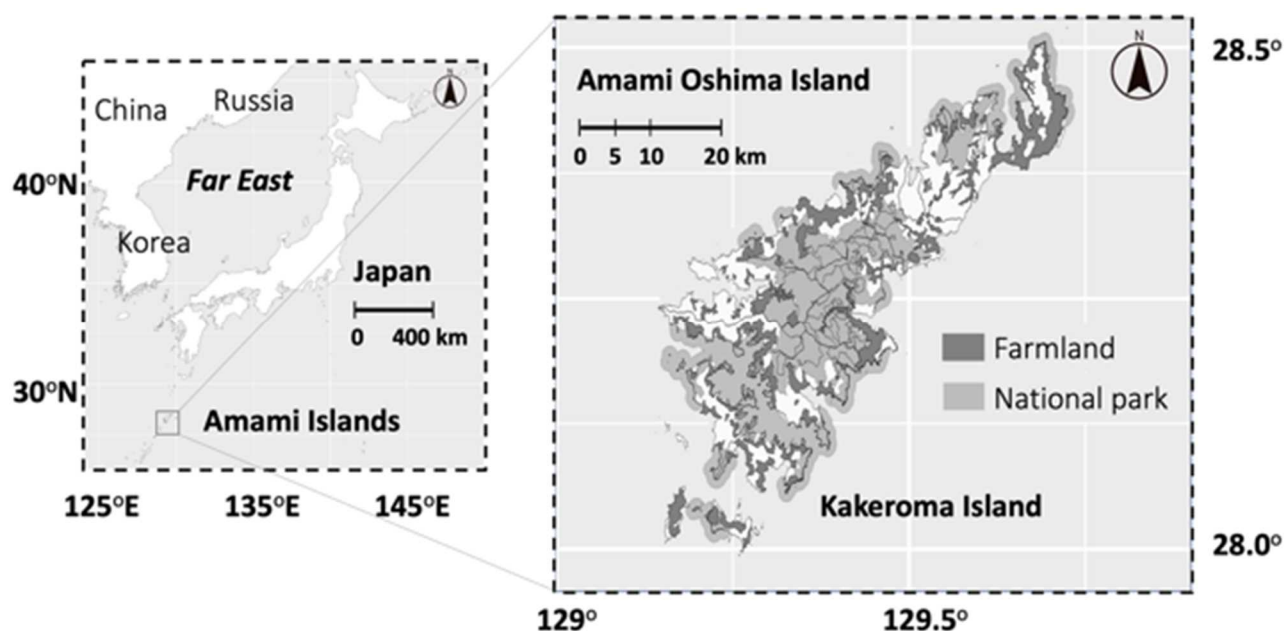 China
Russia
N
40°N
Far East
Korea
Japan
0 400 km
30°N
Amami Islands
125°E 135°E 145°E
Amami Oshima Island
0 5 10 20 km
N
28.5°
Farmland
National park
Kakeroma Island
28.0°
129° 129.5°